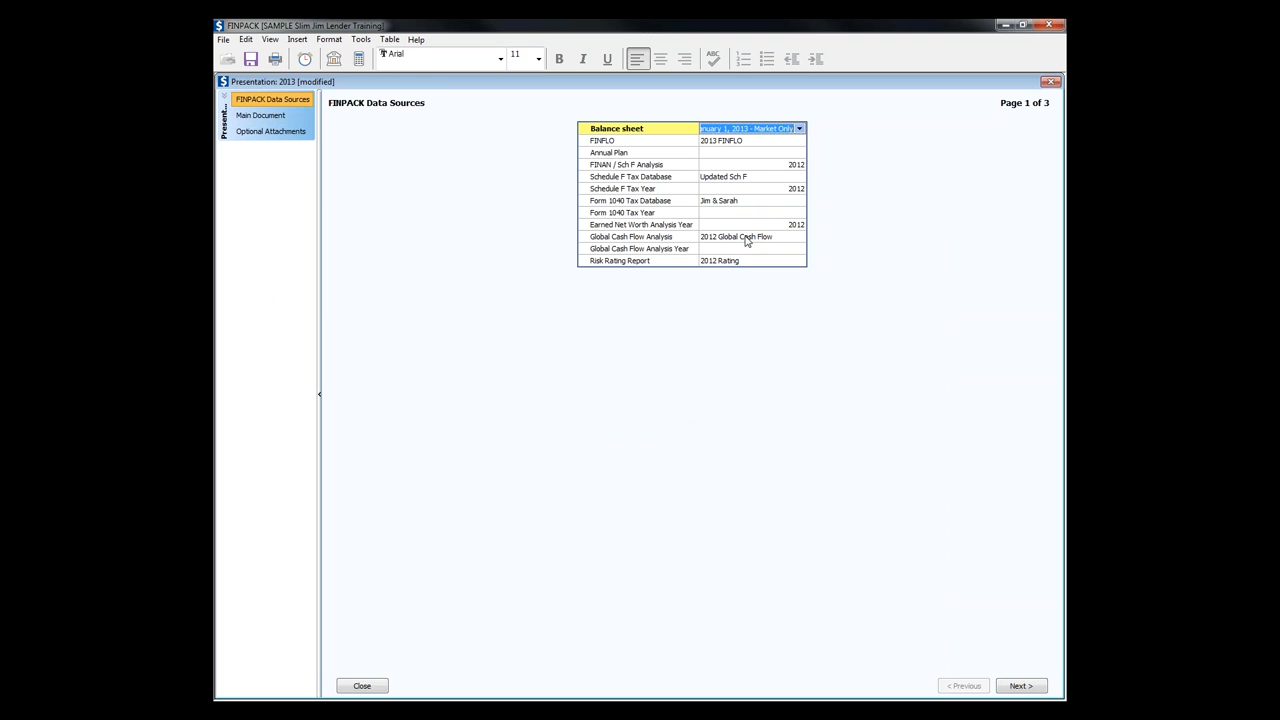 FINPACK [SAMPLE Slim Jim Lender Training]
File Edit View Insert Format Tools Table Help
Arial 11 B I U ABC
Presentation: 2013 [modified]
Present...
FINPACK Data Sources
Main Document
Optional Attachments
FINPACK Data Sources Page 1 of 3
Balance sheet anuary 1, 2013 - Market Only
FINFLO 2013 FINFLO
Annual Plan
FINAN / Sch F Analysis 2012
Schedule F Tax Database Updated Sch F
Schedule F Tax Year 2012
Form 1040 Tax Database Jim & Sarah
Form 1040 Tax Year
Earned Net Worth Analysis Year 2012
Global Cash Flow Analysis 2012 Global Cash Flow
Global Cash Flow Analysis Year
Risk Rating Report 2012 Rating
Close < Previous Next >